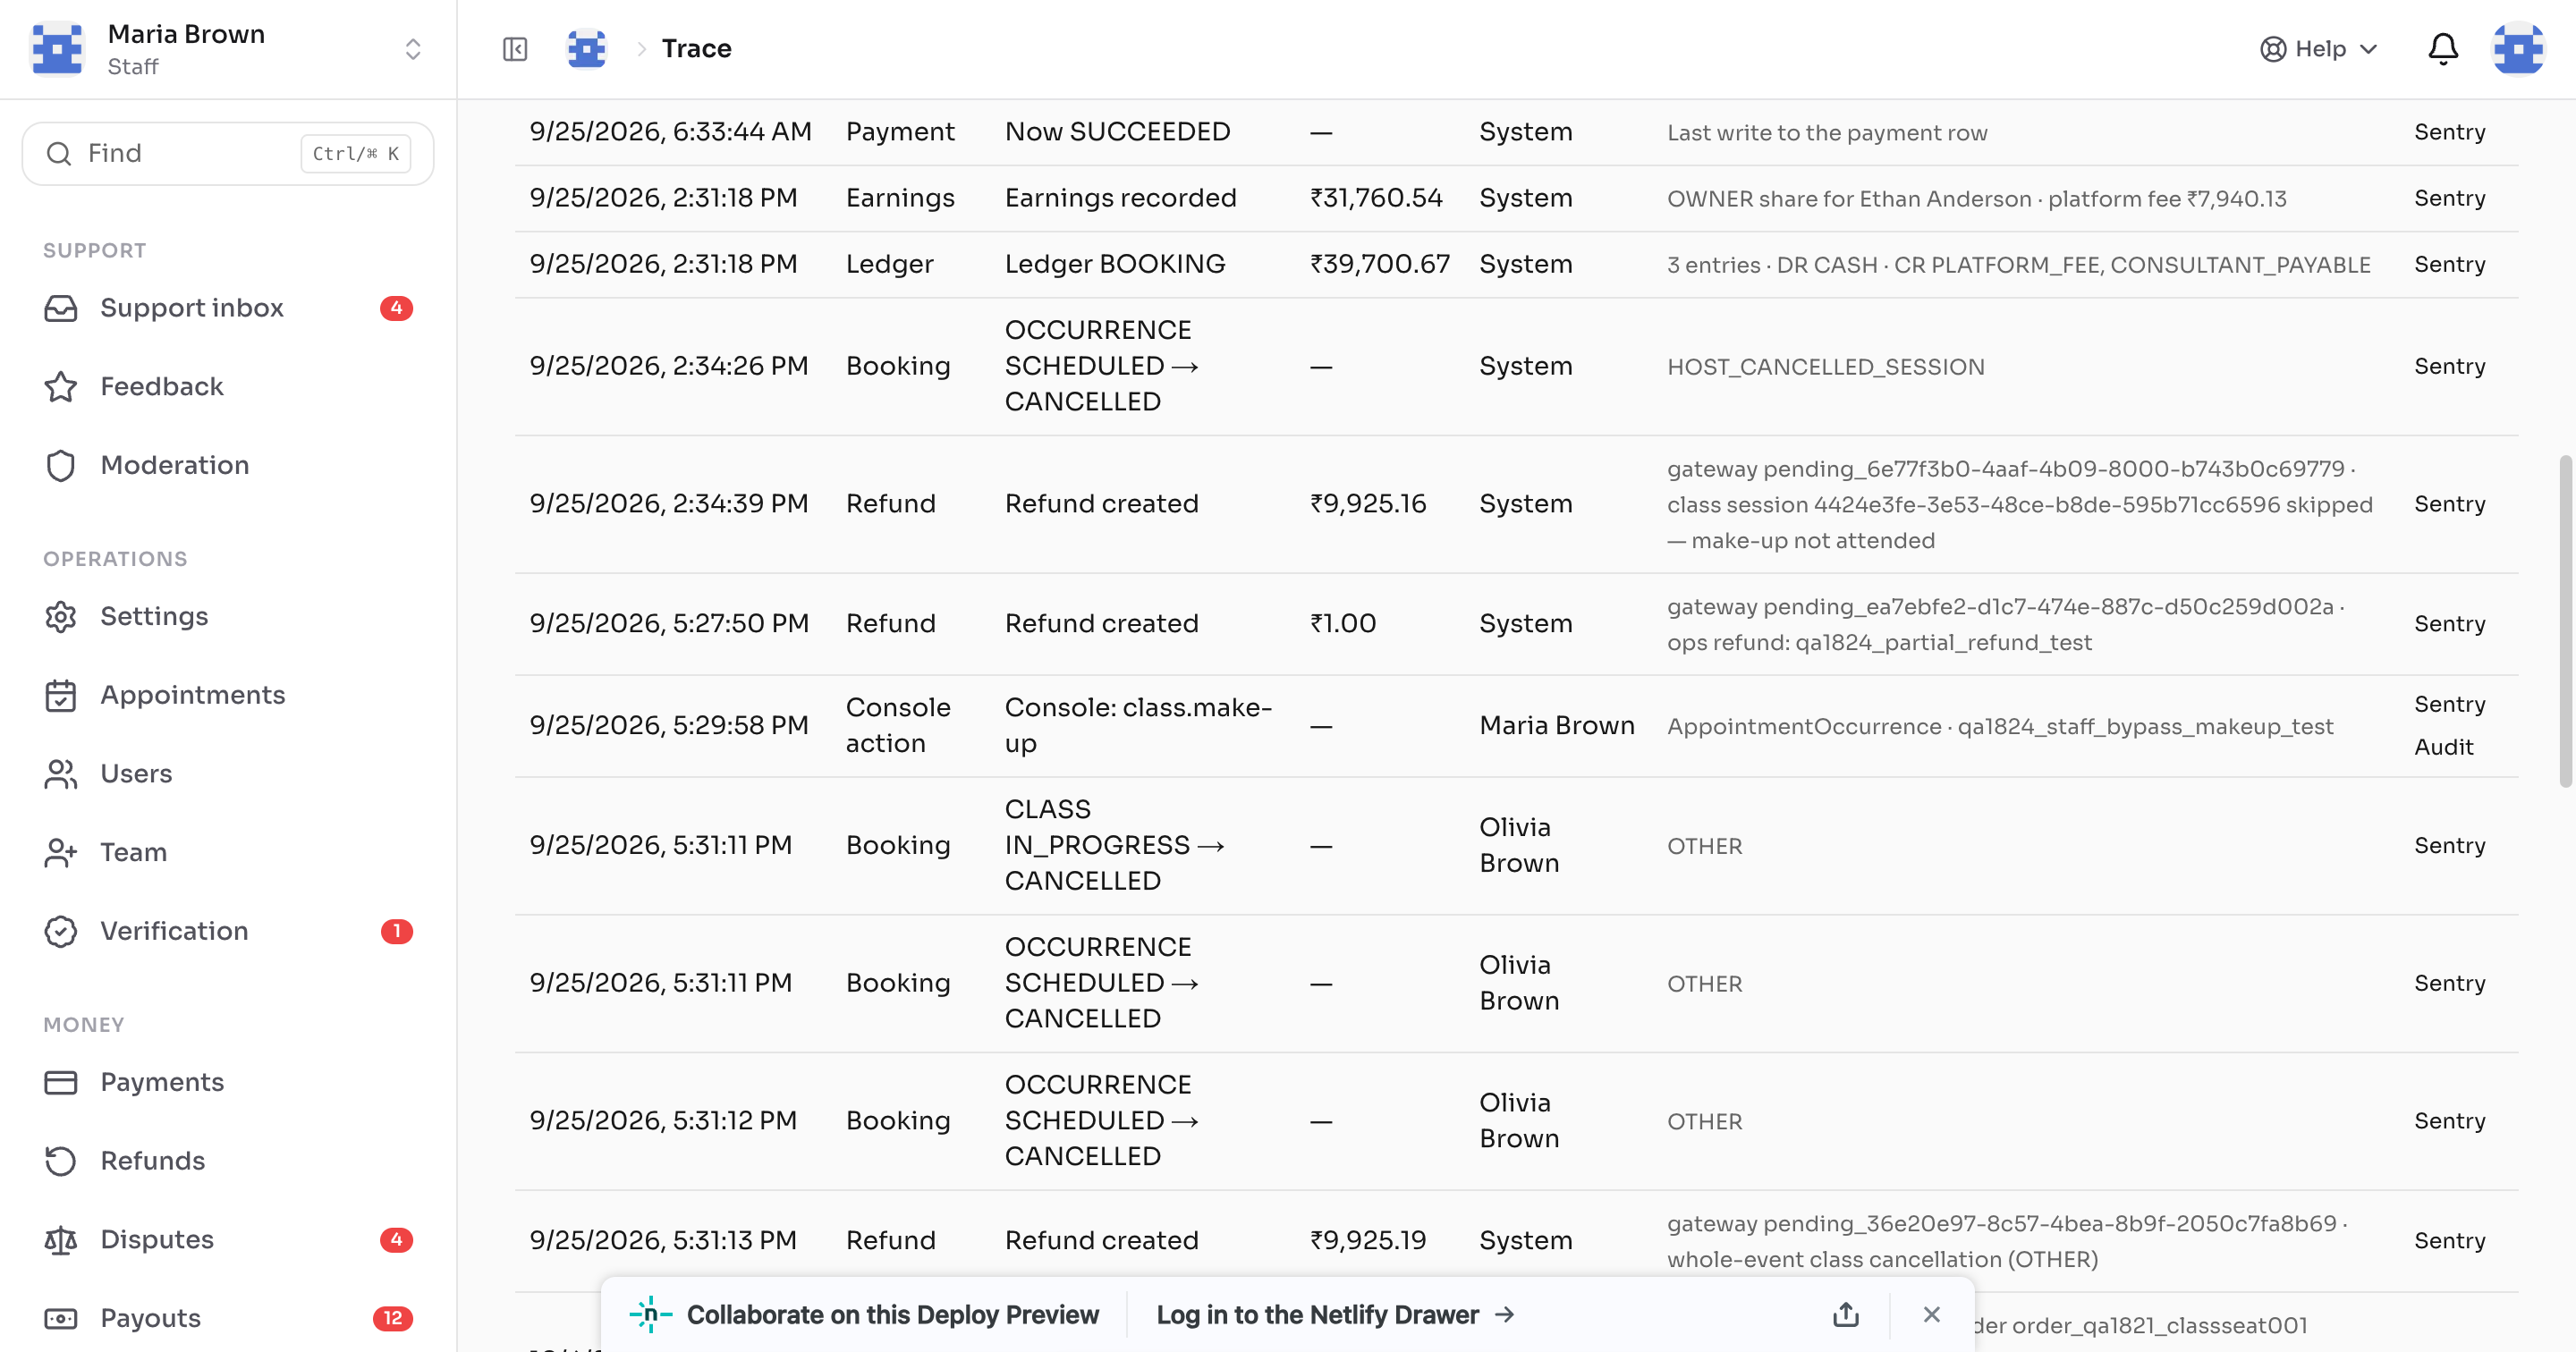 Maria Brown
Staff
Trace
Help
Find
Ctrl/⌘ K
SUPPORT
Support inbox 4
Feedback
Moderation
OPERATIONS
Settings
Appointments
Users
Team
Verification 1
MONEY
Payments
Refunds
Disputes 4
Payouts 12
9/25/2026, 6:33:44 AM Payment Now SUCCEEDED — System Last write to the payment row Sentry
9/25/2026, 2:31:18 PM Earnings Earnings recorded ₹31,760.54 System OWNER share for Ethan Anderson · platform fee ₹7,940.13 Sentry
9/25/2026, 2:31:18 PM Ledger Ledger BOOKING ₹39,700.67 System 3 entries · DR CASH · CR PLATFORM_FEE, CONSULTANT_PAYABLE Sentry
9/25/2026, 2:34:26 PM Booking
OCCURRENCE
SCHEDULED →
CANCELLED
— System HOST_CANCELLED_SESSION Sentry
9/25/2026, 2:34:39 PM Refund Refund created ₹9,925.16 System
gateway pending_6e77f3b0-4aaf-4b09-8000-b743b0c69779 ·
class session 4424e3fe-3e53-48ce-b8de-595b71cc6596 skipped
— make-up not attended
Sentry
9/25/2026, 5:27:50 PM Refund Refund created ₹1.00 System
gateway pending_ea7ebfe2-d1c7-474e-887c-d50c259d002a ·
ops refund: qa1824_partial_refund_test
Sentry
9/25/2026, 5:29:58 PM
Console
action
Console: class.make-
up
— Maria Brown AppointmentOccurrence · qa1824_staff_bypass_makeup_test
Sentry
Audit
9/25/2026, 5:31:11 PM Booking
CLASS
IN_PROGRESS →
CANCELLED
—
Olivia
Brown
OTHER Sentry
9/25/2026, 5:31:11 PM Booking
OCCURRENCE
SCHEDULED →
CANCELLED
—
Olivia
Brown
OTHER Sentry
9/25/2026, 5:31:12 PM Booking
OCCURRENCE
SCHEDULED →
CANCELLED
—
Olivia
Brown
OTHER Sentry
9/25/2026, 5:31:13 PM Refund Refund created ₹9,925.19 System
gateway pending_36e20e97-8c57-4bea-8b9f-2050c7fa8b69 ·
whole-event class cancellation (OTHER)
Sentry
order_qa1821_classseat001
Collaborate on this Deploy Preview
Log in to the Netlify Drawer →